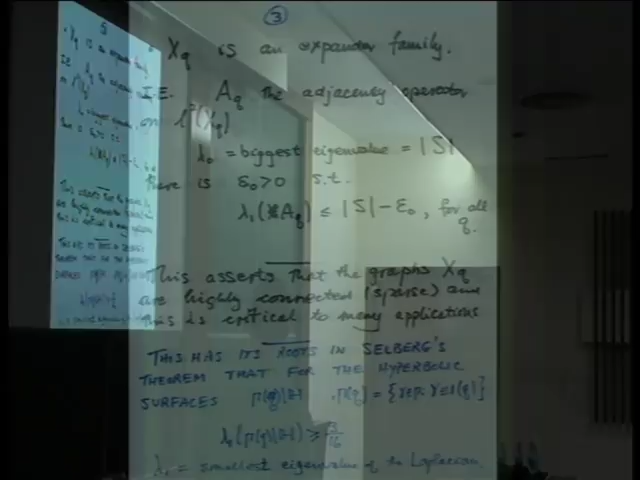 ③
• Xq is an expander family.
I.E. Aq the adjacency operator
on l²(Xq)
λ₀ = biggest eigenvalue = |S|
there is ε₀>0 s.t.
λ₁(Aq) ≤ |S| − ε₀, for all q.
This asserts that the graphs Xq
are highly connected (sparse) and
this is critical to many applications
THIS HAS ITS ROOTS IN SELBERG'S
THEOREM THAT FOR THE HYPERBOLIC
SURFACES Γ(q)\H
λ₁(Γ(q)\H) ≥
λ₁ = smallest eigenvalue of the Laplacian.